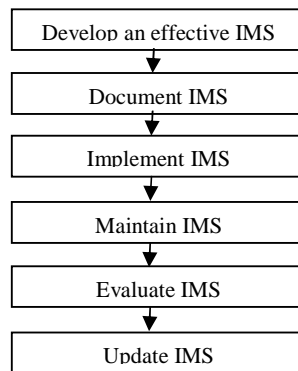 Develop an effective IMS
Document IMS
Implement IMS
Maintain IMS
Evaluate IMS
Update IMS